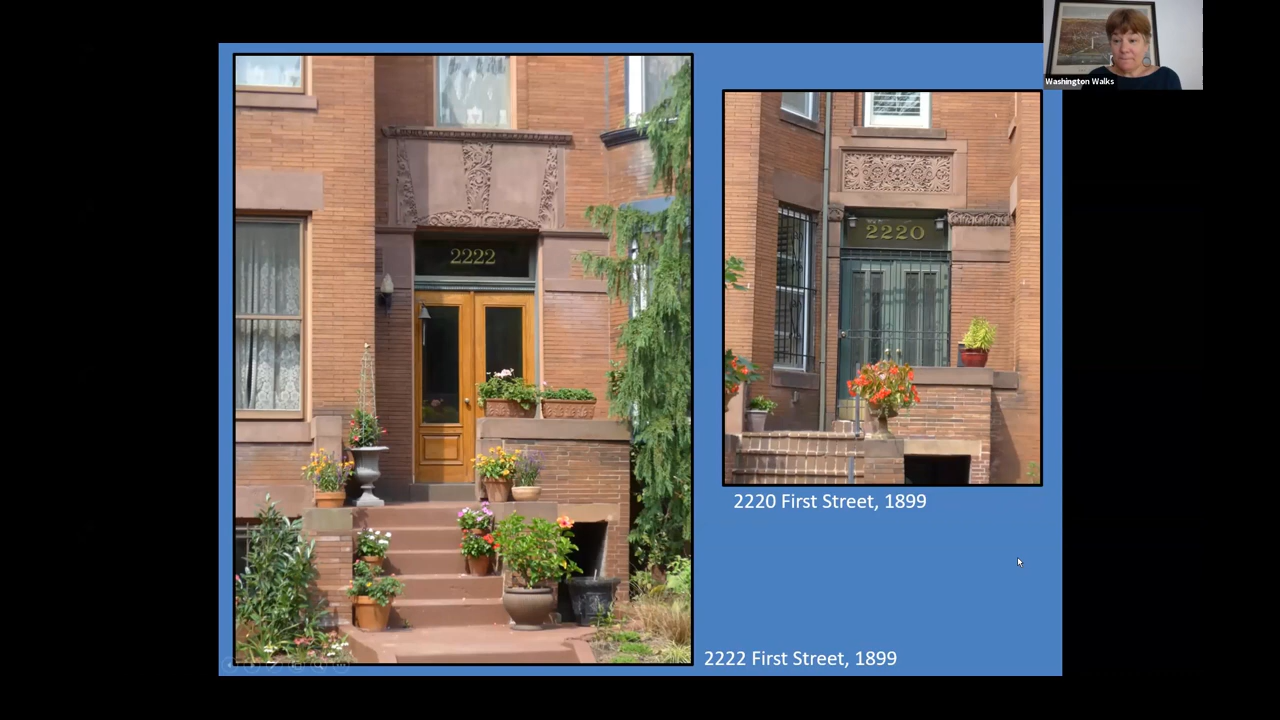 Washington Walks
2222
2220
2220 First Street, 1899
2222 First Street, 1899